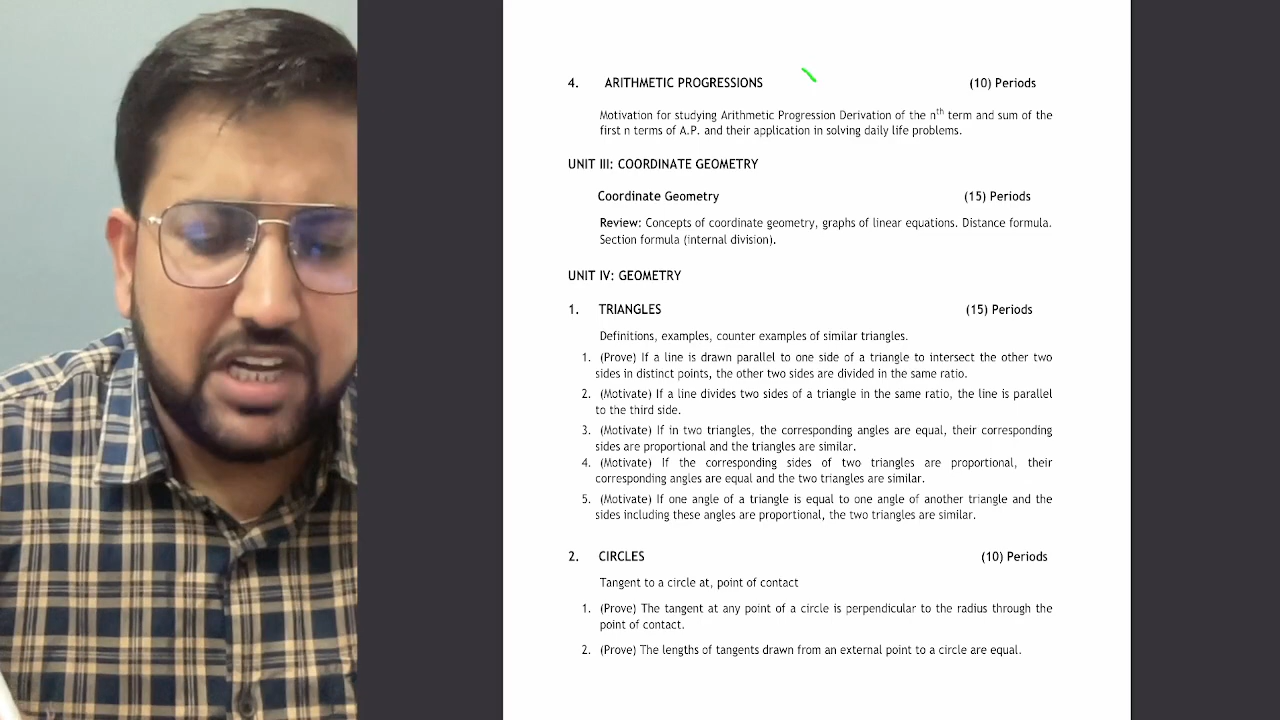 4. ARITHMETIC PROGRESSIONS (10) Periods
Motivation for studying Arithmetic Progression Derivation of the nth term and sum of the
first n terms of A.P. and their application in solving daily life problems.
UNIT III: COORDINATE GEOMETRY
Coordinate Geometry (15) Periods
Review: Concepts of coordinate geometry, graphs of linear equations. Distance formula.
Section formula (internal division).
UNIT IV: GEOMETRY
1. TRIANGLES (15) Periods
Definitions, examples, counter examples of similar triangles.
1. (Prove) If a line is drawn parallel to one side of a triangle to intersect the other two
sides in distinct points, the other two sides are divided in the same ratio.
2. (Motivate) If a line divides two sides of a triangle in the same ratio, the line is parallel
to the third side.
3. (Motivate) If in two triangles, the corresponding angles are equal, their corresponding
sides are proportional and the triangles are similar.
4. (Motivate) If the corresponding sides of two triangles are proportional, their
corresponding angles are equal and the two triangles are similar.
5. (Motivate) If one angle of a triangle is equal to one angle of another triangle and the
sides including these angles are proportional, the two triangles are similar.
2. CIRCLES (10) Periods
Tangent to a circle at, point of contact
1. (Prove) The tangent at any point of a circle is perpendicular to the radius through the
point of contact.
2. (Prove) The lengths of tangents drawn from an external point to a circle are equal.